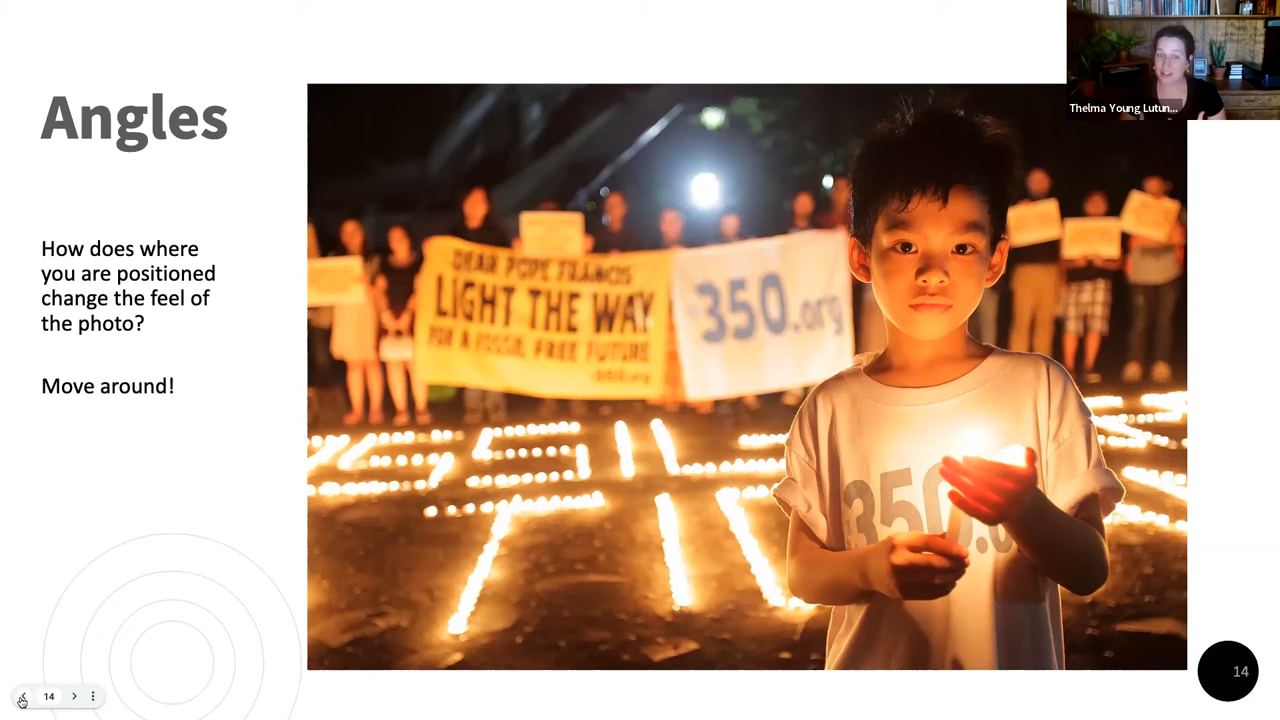 Angles
How does where
you are positioned
change the feel of
the photo?
Move around!
DEAR POPE FRANCIS
LIGHT THE WAY
FOR A FOSSIL FREE FUTURE
350.org
350
Thelma Young Lutun...
14
14